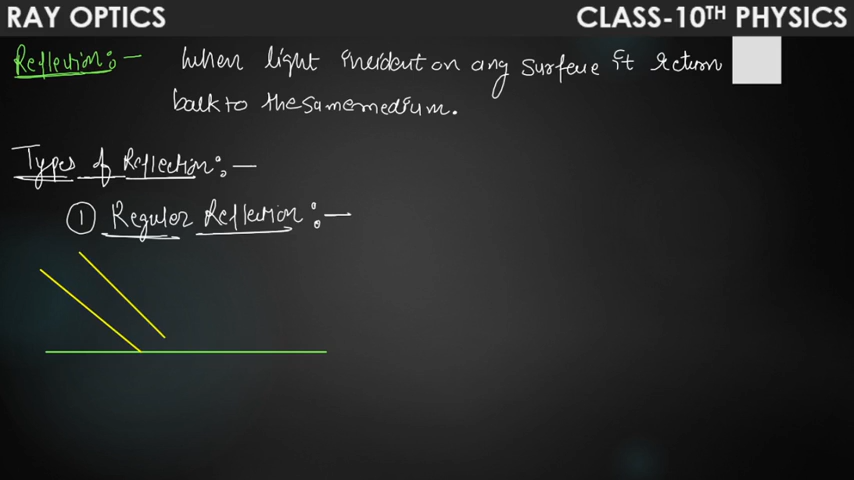 RAY OPTICS
CLASS-10TH PHYSICS
Reflection:- When light incident on any surface it return
back to the same medium.
Types of Reflection:-
① Regular Reflection:-